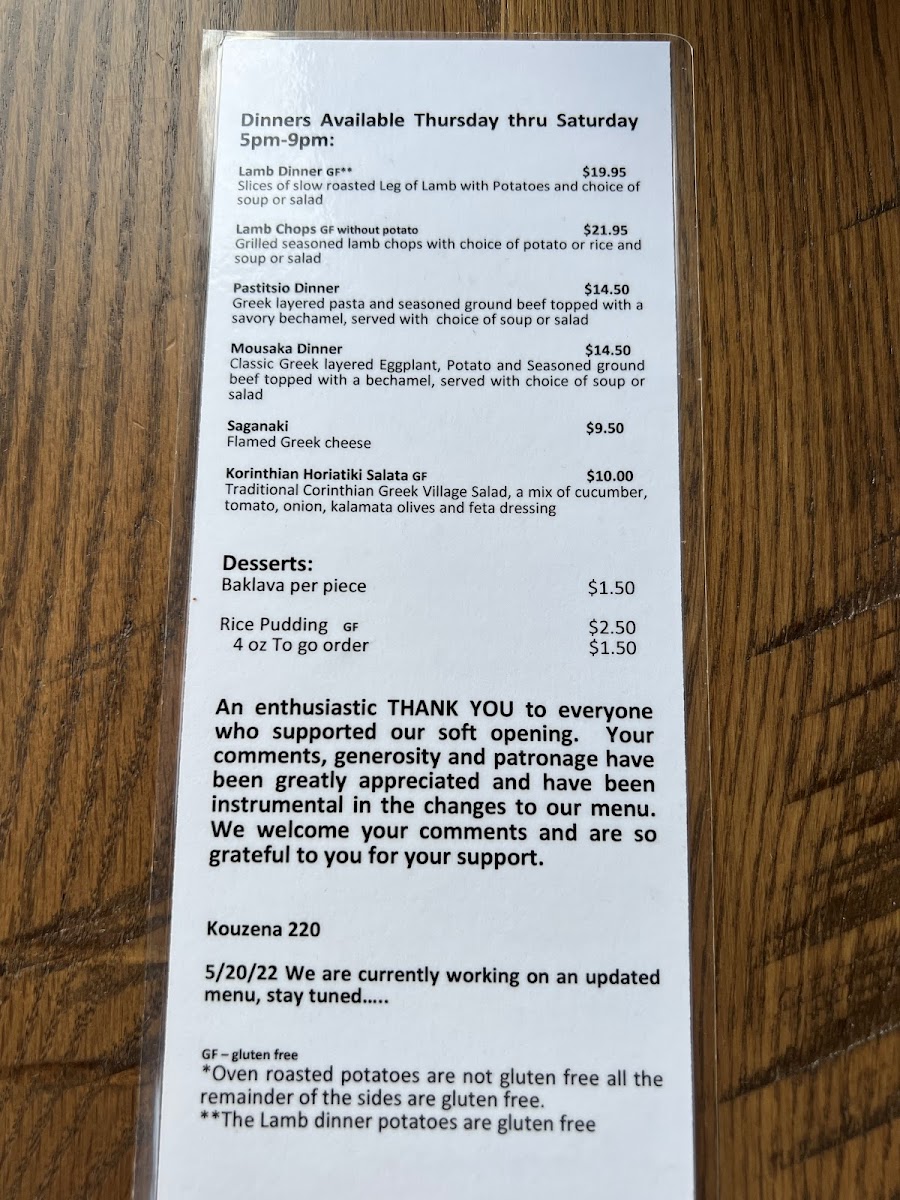 Dinners Available Thursday thru Saturday
5pm-9pm:
Lamb Dinner GF** $19.95
Slices of slow roasted Leg of Lamb with Potatoes and choice of
soup or salad
Lamb Chops GF without potato $21.95
Grilled seasoned lamb chops with choice of potato or rice and
soup or salad
Pastitsio Dinner $14.50
Greek layered pasta and seasoned ground beef topped with a
savory bechamel, served with choice of soup or salad
Mousaka Dinner $14.50
Classic Greek layered Eggplant, Potato and Seasoned ground
beef topped with a bechamel, served with choice of soup or
salad
Saganaki $9.50
Flamed Greek cheese
Korinthian Horiatiki Salata GF $10.00
Traditional Corinthian Greek Village Salad, a mix of cucumber,
tomato, onion, kalamata olives and feta dressing
Desserts:
Baklava per piece $1.50
Rice Pudding GF $2.50
4 oz To go order $1.50
An enthusiastic THANK YOU to everyone
who supported our soft opening. Your
comments, generosity and patronage have
been greatly appreciated and have been
instrumental in the changes to our menu.
We welcome your comments and are so
grateful to you for your support.
Kouzena 220
5/20/22 We are currently working on an updated
menu, stay tuned.....
GF – gluten free
*Oven roasted potatoes are not gluten free all the
remainder of the sides are gluten free.
**The Lamb dinner potatoes are gluten free